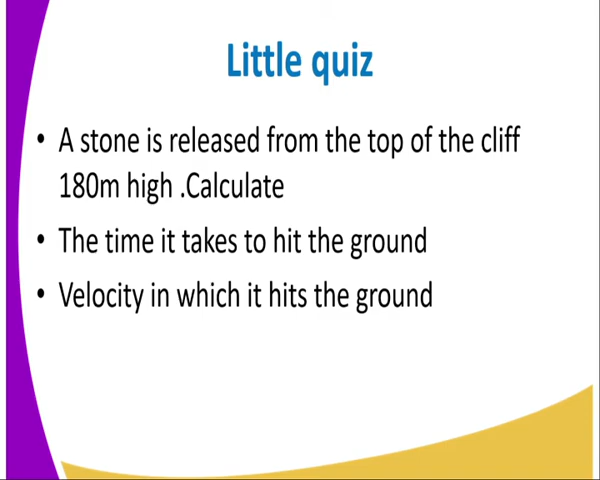 Little quiz
• A stone is released from the top of the cliff
180m high .Calculate
• The time it takes to hit the ground
• Velocity in which it hits the ground